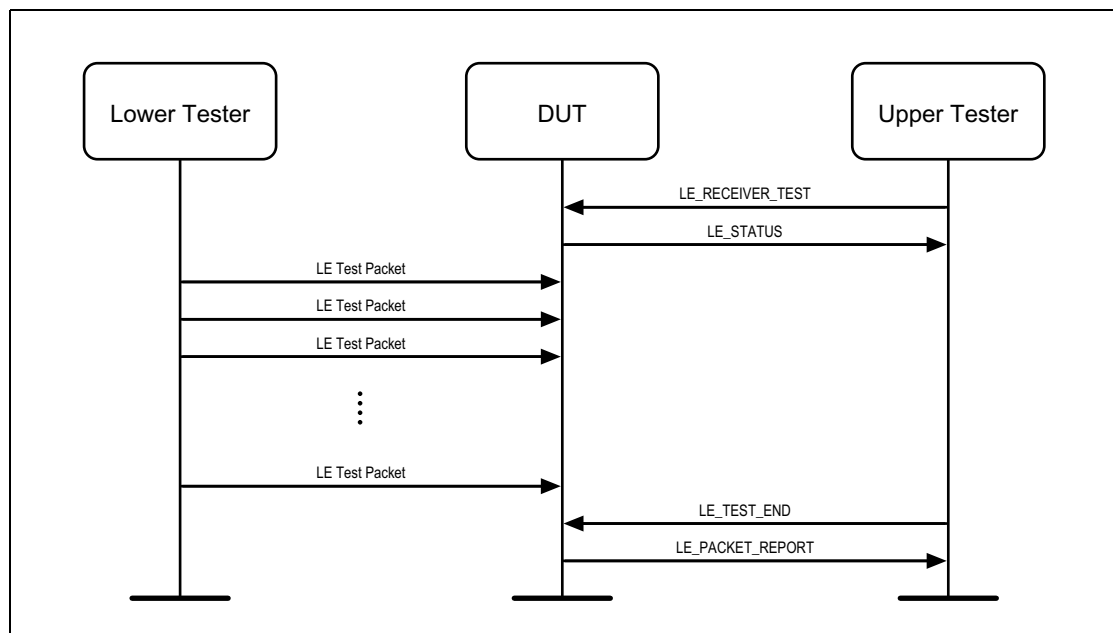 Lower Tester
DUT
Upper Tester
LE_RECEIVER_TEST
LE_STATUS
LE Test Packet
LE Test Packet
LE Test Packet
LE Test Packet
LE_TEST_END
LE_PACKET_REPORT